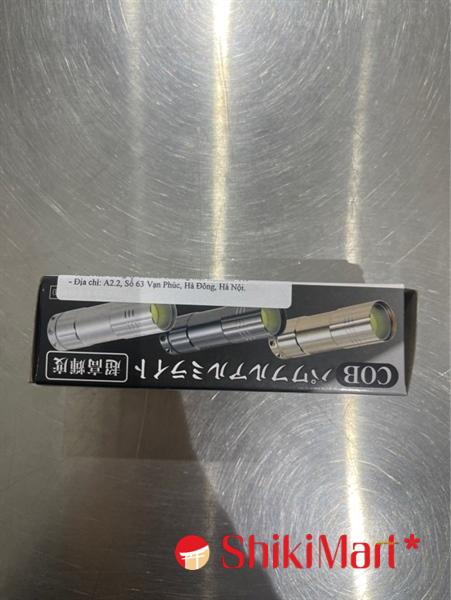 - Địa chỉ: A2.2, Số 63 Vạn Phúc, Hà Đông, Hà Nội.
COB パワフルアルミライト 超高輝度
ShikiMart*